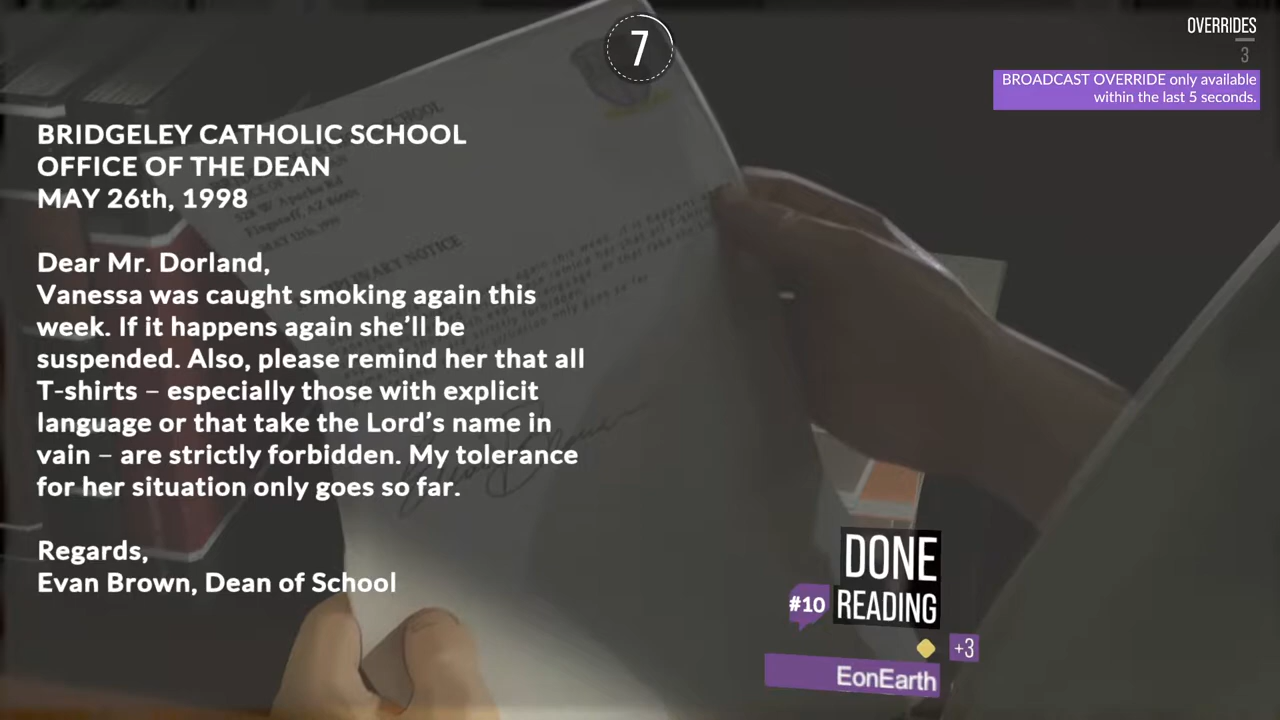 7
OVERRIDES
3
BROADCAST OVERRIDE only available
within the last 5 seconds.
BRIDGELEY CATHOLIC SCHOOL
OFFICE OF THE DEAN
MAY 26th, 1998
Dear Mr. Dorland,
Vanessa was caught smoking again this
week. If it happens again she’ll be
suspended. Also, please remind her that all
T-shirts – especially those with explicit
language or that take the Lord’s name in
vain – are strictly forbidden. My tolerance
for her situation only goes so far.
Regards,
Evan Brown, Dean of School
DONE
#10 READING
+3
EonEarth